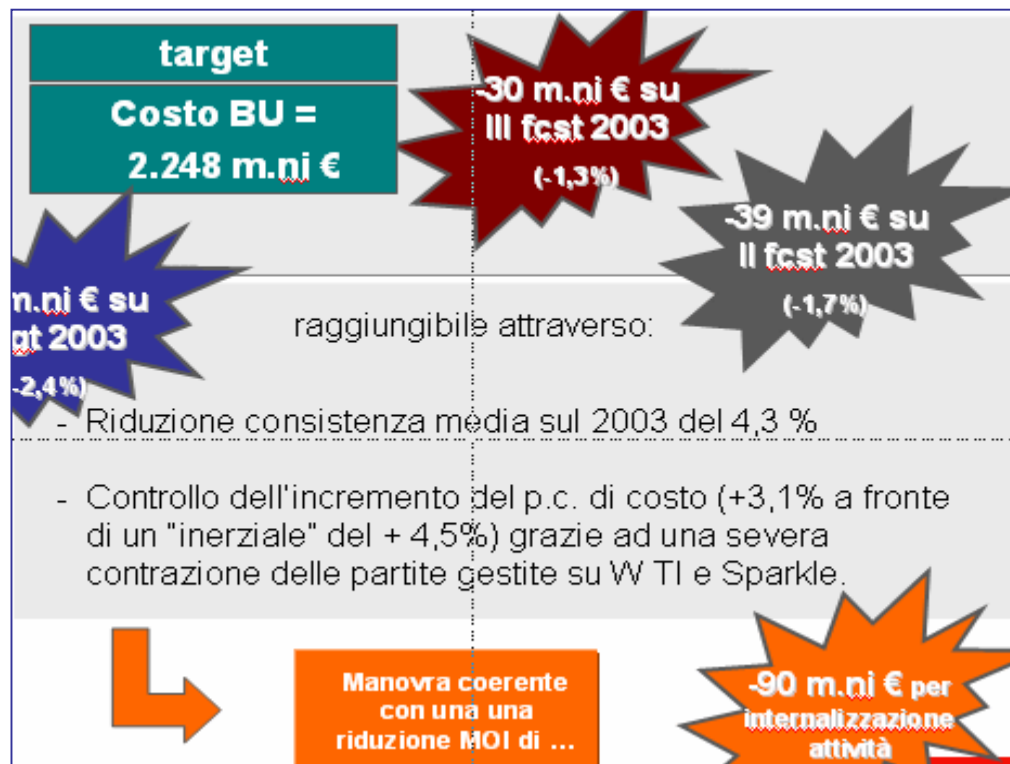 target
Costo BU =
2.248 m.ni €
-30 m.ni € su
III fcst 2003
(-1,3%)
-39 m.ni € su
II fcst 2003
(-1,7%)
m.ni € su
gt 2003
-2,4%)
raggiungibile attraverso:
- Riduzione consistenza media sul 2003 del 4,3 %
- Controllo dell'incremento del p.c. di costo (+3,1% a fronte
di un "inerziale" del + 4,5%) grazie ad una severa
contrazione delle partite gestite su W TI e Sparkle.
Manovra coerente
con una una
riduzione MOI di ...
-90 m.ni € per
internalizzazione
attività